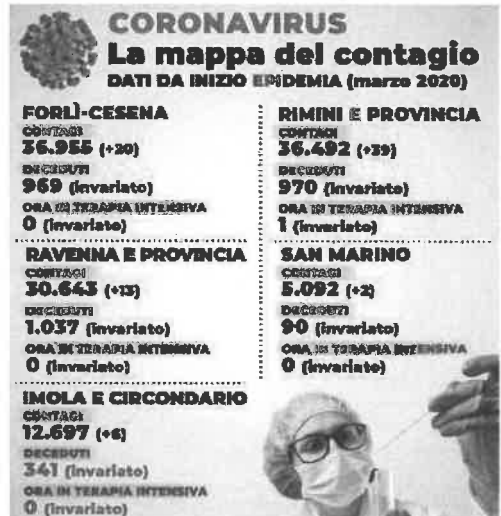 CORONAVIRUS
La mappa del contagio
DATI DA INIZIO EPIDEMIA (marzo 2020)
FORLÌ-CESENA
CONTAGI
36.955 (+20)
DECEDUTI
969 (invariato)
ORA IN TERAPIA INTENSIVA
0 (invariato)
RIMINI E PROVINCIA
CONTAGI
36.492 (+39)
DECEDUTI
970 (invariato)
ORA IN TERAPIA INTENSIVA
1 (invariato)
RAVENNA E PROVINCIA
CONTAGI
30.643 (+13)
DECEDUTI
1.037 (invariato)
ORA IN TERAPIA INTENSIVA
0 (invariato)
SAN MARINO
CONTAGI
5.092 (+2)
DECEDUTI
90 (invariato)
ORA IN TERAPIA INTENSIVA
0 (invariato)
IMOLA E CIRCONDARIO
CONTAGI
12.697 (+6)
DECEDUTI
341 (invariato)
ORA IN TERAPIA INTENSIVA
0 (invariato)